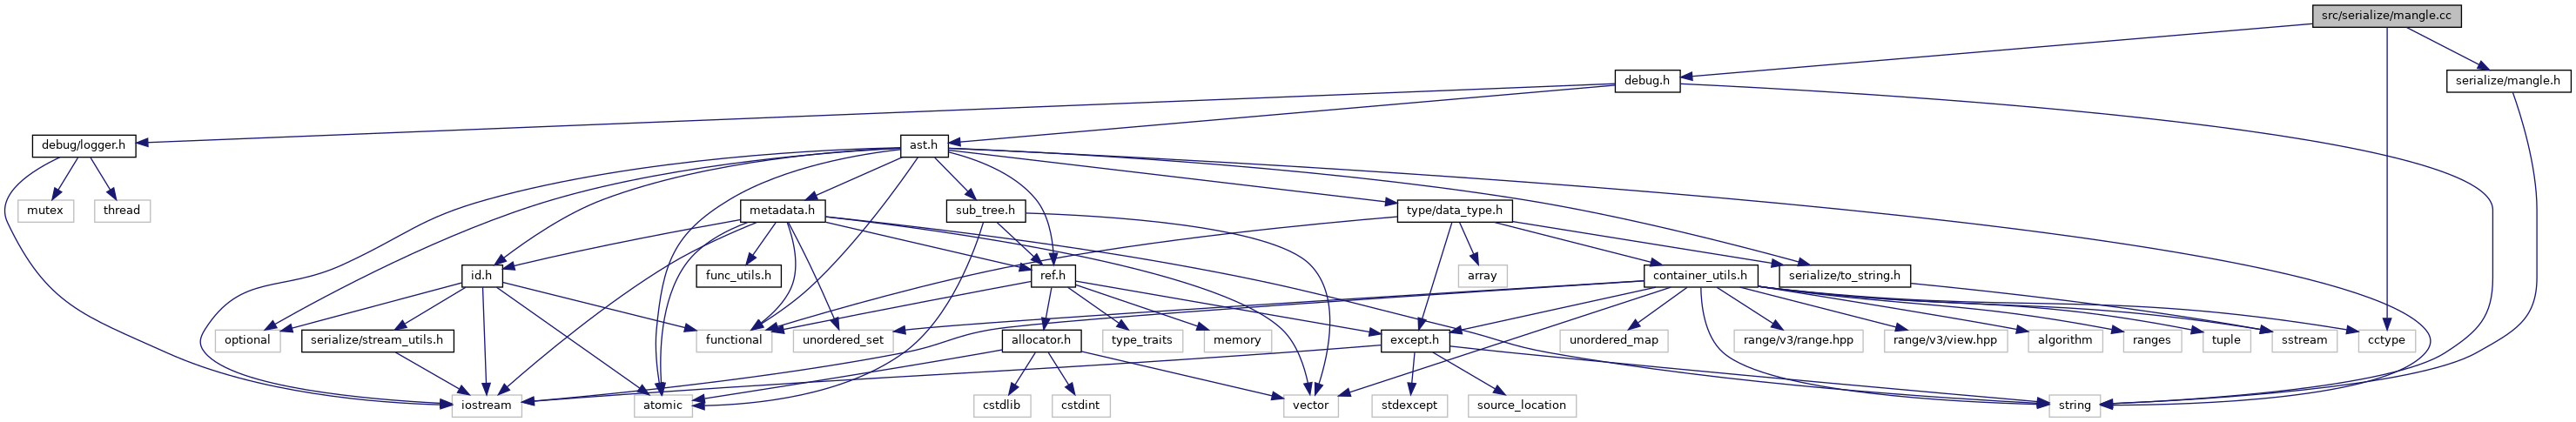 src/serialize/mangle.cc
debug.h
serialize/mangle.h
debug/logger.h
ast.h
mutex
thread
metadata.h
sub_tree.h
type/data_type.h
id.h
func_utils.h
ref.h
array
container_utils.h
serialize/to_string.h
optional
serialize/stream_utils.h
functional
unordered_set
allocator.h
type_traits
memory
except.h
unordered_map
range/v3/range.hpp
range/v3/view.hpp
algorithm
ranges
tuple
sstream
cctype
iostream
atomic
cstdlib
cstdint
vector
stdexcept
source_location
string